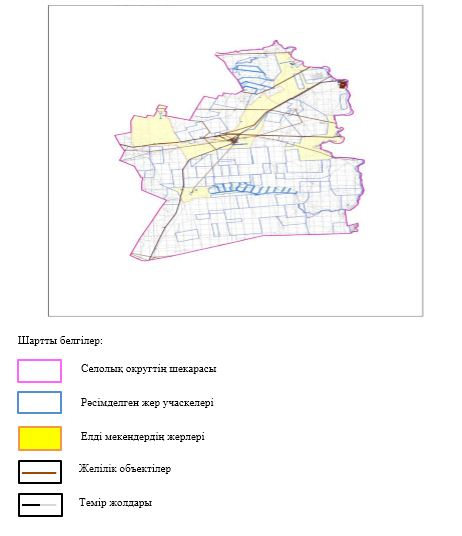 Шартты белгілер:
Селолық округтің шекарасы
Рәсімделген жер учаскелері
Елді мекендердің жерлері
Желілік объектілер
Темір жолдары